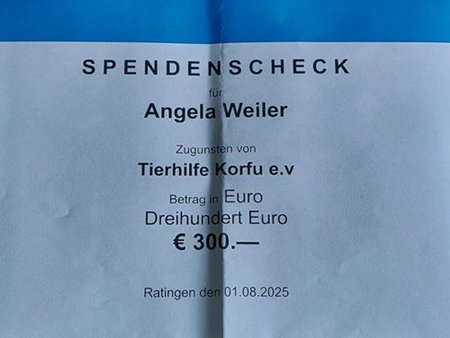 SPENDENSCHECK
für
Angela Weiler
Zugunsten von
Tierhilfe Korfu e.v
Betrag in Euro
Dreihundert Euro
€ 300.—
Ratingen den 01.08.2025